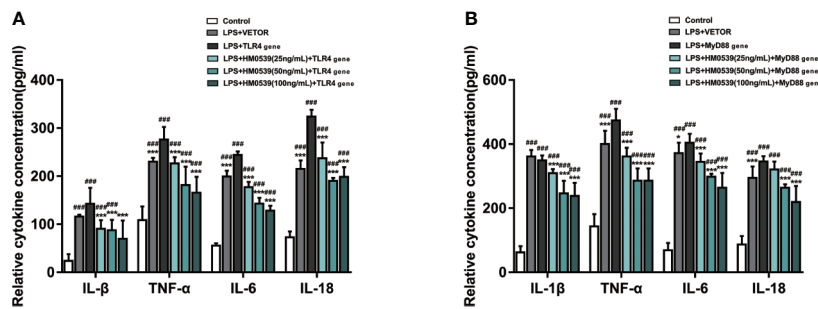 A
Control
LPS+VETOR
LPS+TLR4 gene
LPS+HM0539(25ng/mL)+TLR4 gene
LPS+HM0539(50ng/mL)+TLR4 gene
LPS+HM0539(100ng/mL)+TLR4 gene
Relative cytokine concentration(pg/ml)
400
300
200
100
0
### ### ### ### ***
*** ***
### ### ### ### ###
*** *** *** ***
### ### ### ### ###
*** *** *** ***
### ### ### ### ###
*** *** *** ***
IL-β TNF-α IL-6 IL-18
B
Control
LPS+VETOR
LPS+MyD88 gene
LPS+HM0539(25ng/mL)+MyD88 gene
LPS+HM0539(50ng/mL)+MyD88 gene
LPS+HM0539(100ng/mL)+MyD88 gene
Relative cytokine concentration(pg/ml)
600
400
200
0
### ### ### ### ###
*** *** ***
### ### ### ### ###
*** *** *** ***
### ### ### ### ###
* *** *** ***
### ### ### ### ###
*** *** ***
IL-1β TNF-α IL-6 IL-18